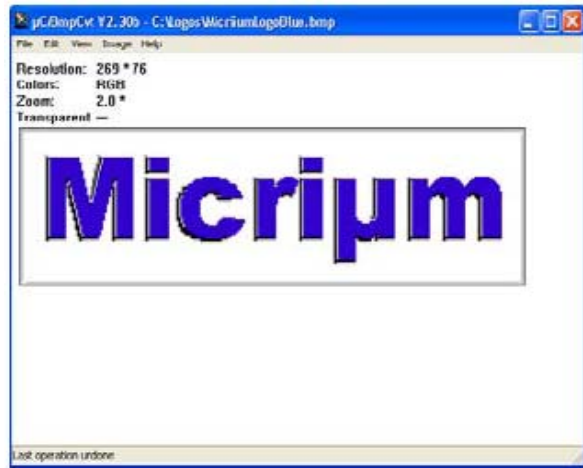 µC/BmpCvt V2.30b - C:\Logos\MicriumLogoBlue.bmp
File Edit View Image Help
Resolution: 269 * 76
Colors: RGB
Zoom: 2.0 *
Transparent ---
Micriµm
Last operation undone